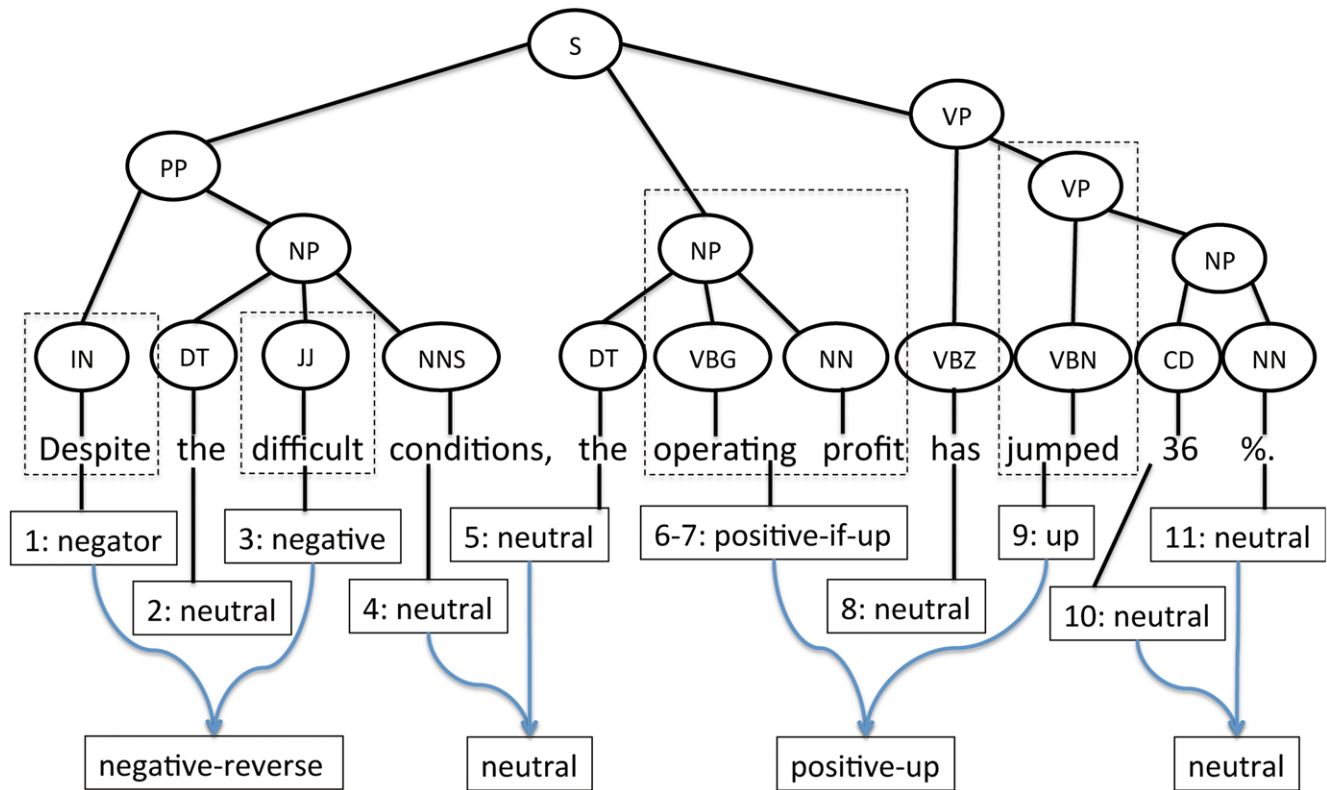 S
VP
PP
VP
NP
NP
NP
IN
DT
JJ
NNS
DT
VBG
NN
VBZ
VBN
CD
NN
Despite the difficult conditions, the operating profit has jumped 36 %.
1: negator
3: negative
5: neutral
6-7: positive-if-up
9: up
11: neutral
2: neutral
4: neutral
8: neutral
10: neutral
negative-reverse
neutral
positive-up
neutral